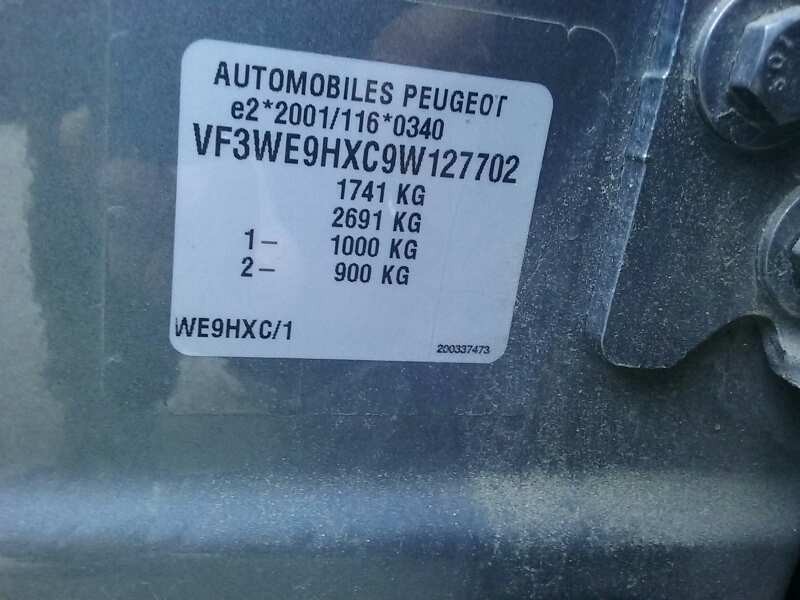 AUTOMOBILES PEUGEOT
e2*2001/116*0340
VF3WE9HXC9W127702
1741 KG
2691 KG
1- 1000 KG
2- 900 KG
WE9HXC/1
200337473